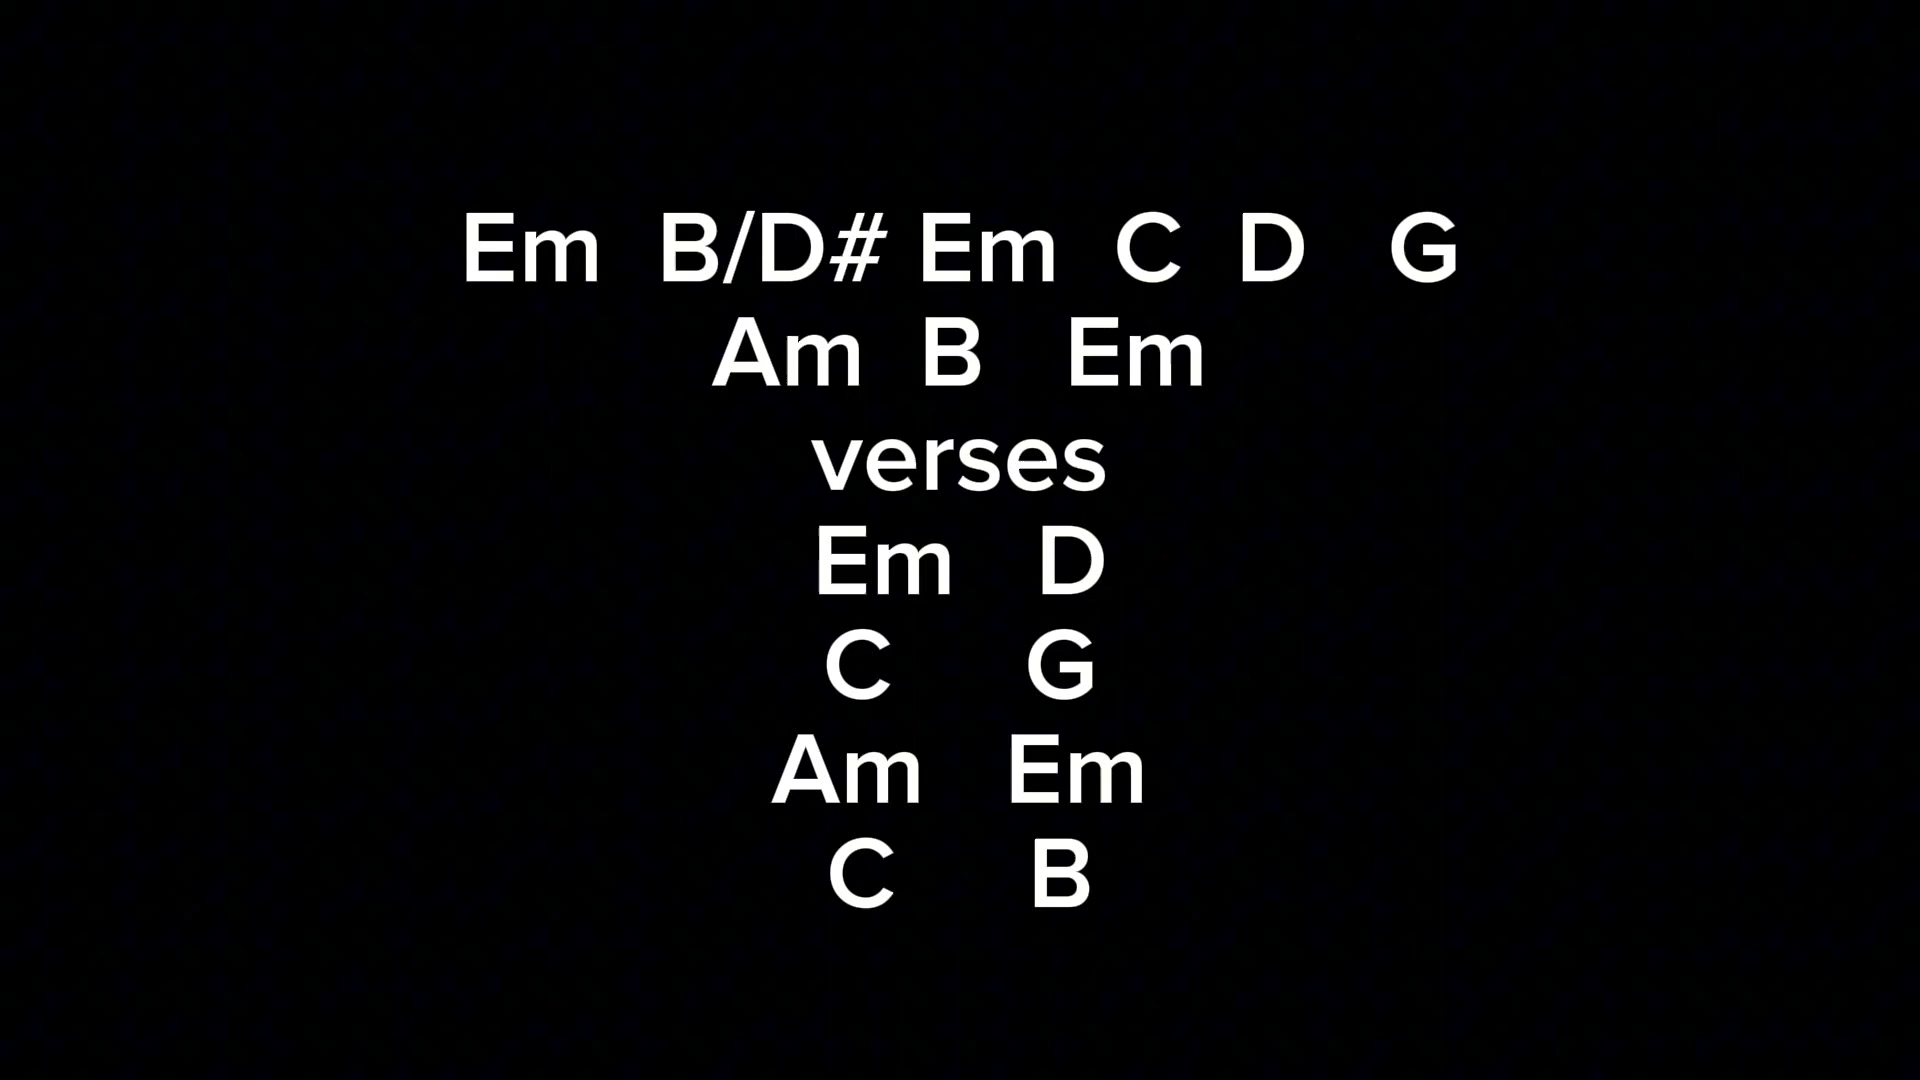 Em B/D# Em C D G
Am B Em
verses
Em D
C G
Am Em
C B